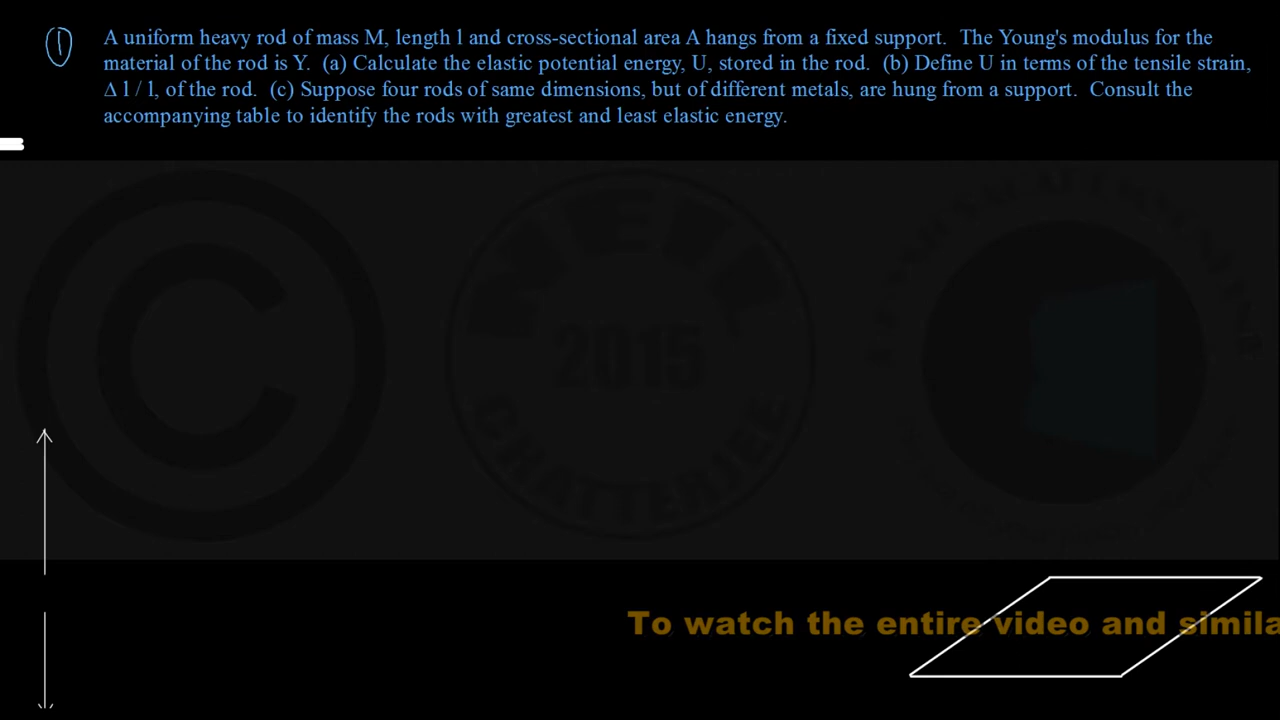 1
A uniform heavy rod of mass M, length l and cross-sectional area A hangs from a fixed support. The Young's modulus for the
material of the rod is Y. (a) Calculate the elastic potential energy, U, stored in the rod. (b) Define U in terms of the tensile strain,
Δ l / l, of the rod. (c) Suppose four rods of same dimensions, but of different metals, are hung from a support. Consult the
accompanying table to identify the rods with greatest and least elastic energy.
C
2015
CHATTERJEE
To watch the entire video and simila